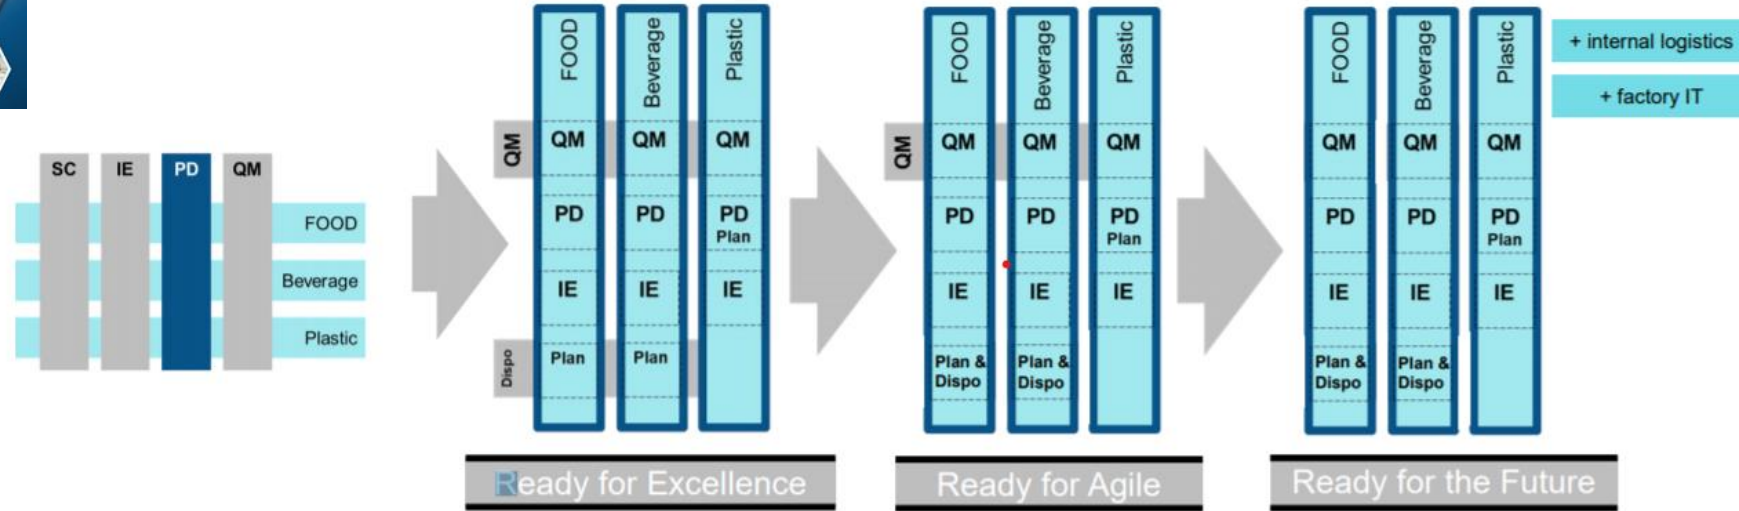 SC IE PD QM
FOOD
Beverage
Plastic
FOOD Beverage Plastic
QM QM QM QM
PD PD PD
Plan
IE IE IE
Dispo Plan Plan
Ready for Excellence
FOOD Beverage Plastic
QM QM QM QM
PD PD PD
Plan
IE IE IE
Plan & Plan &
Dispo Dispo
Ready for Agile
FOOD Beverage Plastic
QM QM QM
PD PD PD
Plan
IE IE IE
Plan & Plan &
Dispo Dispo
Ready for the Future
+ internal logistics
+ factory IT